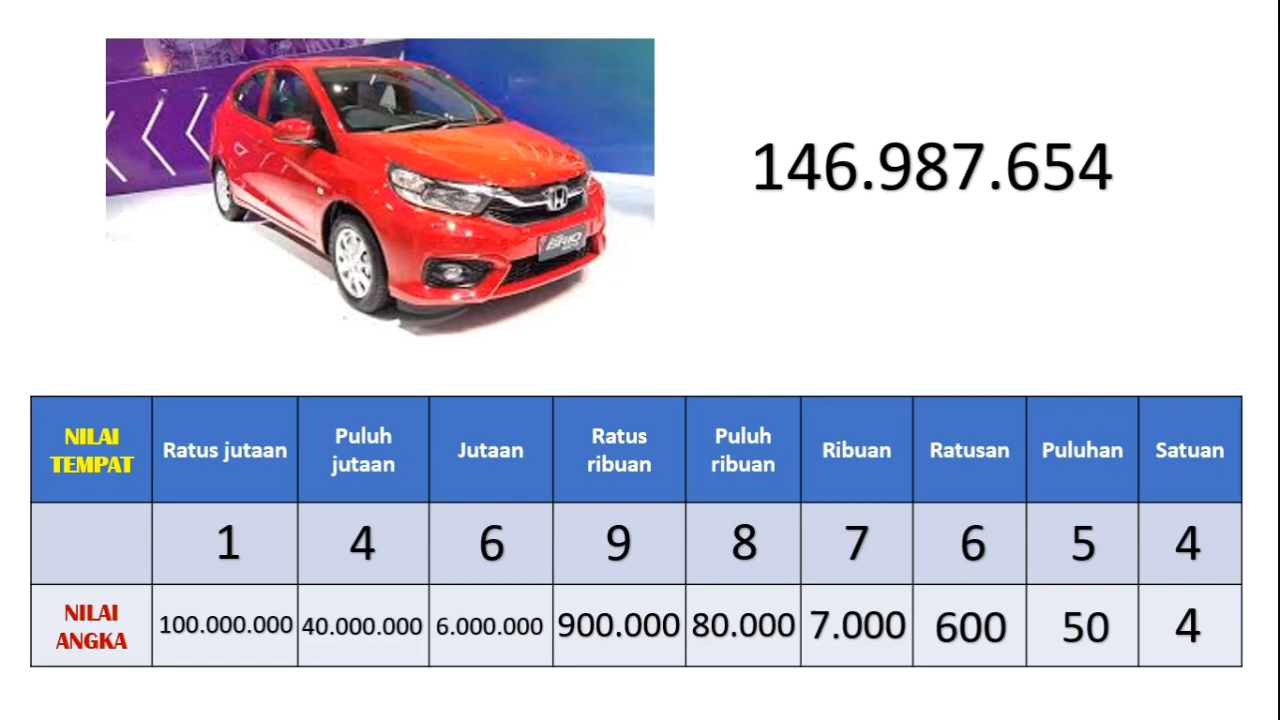 BRIO
146.987.654
NILAI
TEMPAT
Ratus jutaan
Puluh
jutaan
Jutaan
Ratus
ribuan
Puluh
ribuan
Ribuan
Ratusan
Puluhan
Satuan
1
4
6
9
8
7
6
5
4
NILAI
ANGKA
100.000.000
40.000.000
6.000.000
900.000
80.000
7.000
600
50
4